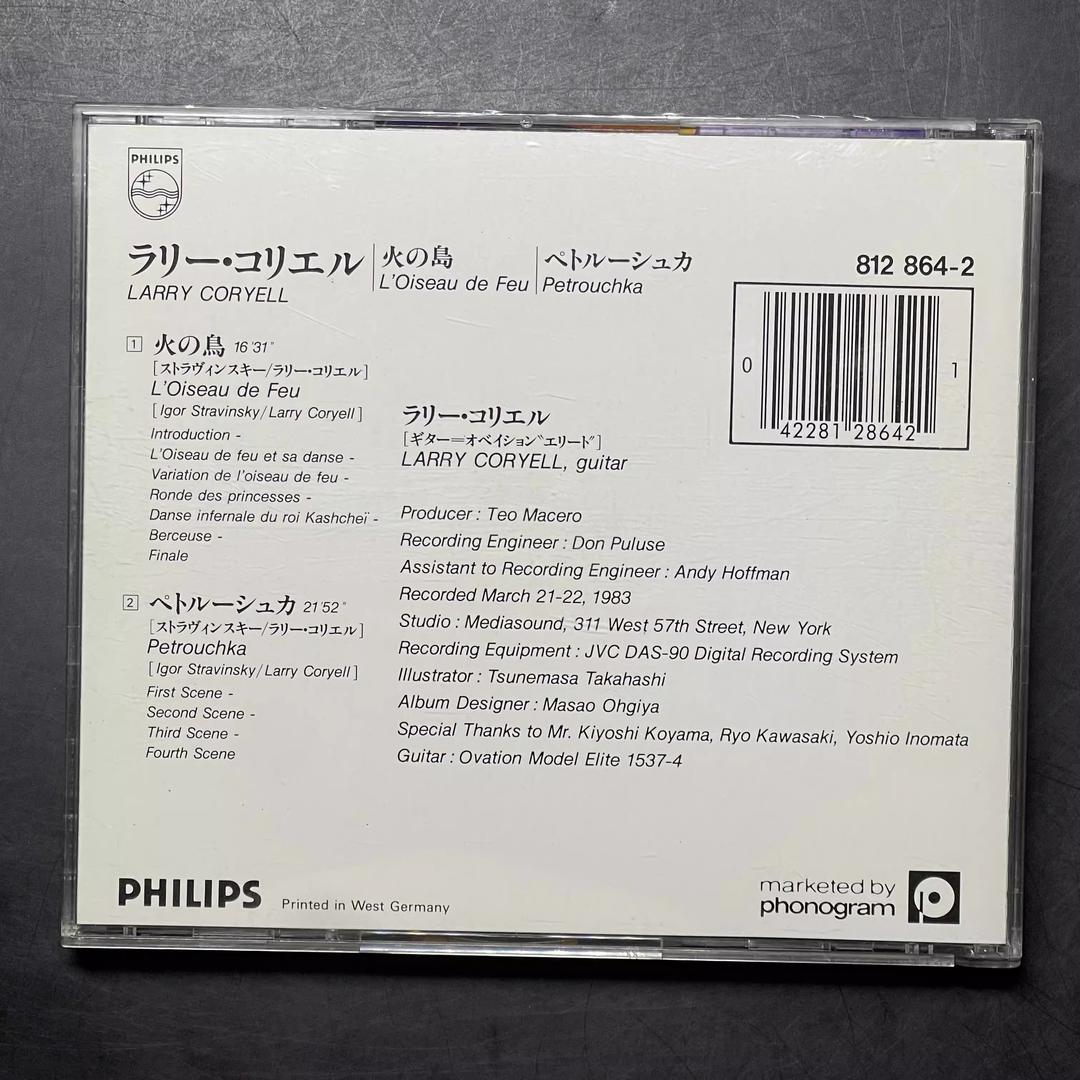 PHILIPS
ラリー・コリエル
LARRY CORYELL
火の島
L'Oiseau de Feu
ペトルーシュカ
Petrouchka
812 864-2
0 42281 28642 1
1 火の鳥 16'31"
[ストラヴィンスキー/ラリー・コリエル]
L'Oiseau de Feu
[Igor Stravinsky/Larry Coryell]
Introduction -
L'Oiseau de feu et sa danse -
Variation de l'oiseau de feu -
Ronde des princesses -
Danse infernale du roi Kashcheï -
Berceuse -
Finale
2 ペトルーシュカ 21'52"
[ストラヴィンスキー/ラリー・コリエル]
Petrouchka
[Igor Stravinsky/Larry Coryell]
First Scene -
Second Scene -
Third Scene -
Fourth Scene
ラリー・コリエル
[ギター＝オベイション"エリート"]
LARRY CORYELL, guitar
Producer : Teo Macero
Recording Engineer : Don Puluse
Assistant to Recording Engineer : Andy Hoffman
Recorded March 21-22, 1983
Studio : Mediasound, 311 West 57th Street, New York
Recording Equipment : JVC DAS-90 Digital Recording System
Illustrator : Tsunemasa Takahashi
Album Designer : Masao Ohgiya
Special Thanks to Mr. Kiyoshi Koyama, Ryo Kawasaki, Yoshio Inomata
Guitar : Ovation Model Elite 1537-4
PHILIPS Printed in West Germany
marketed by
phonogram